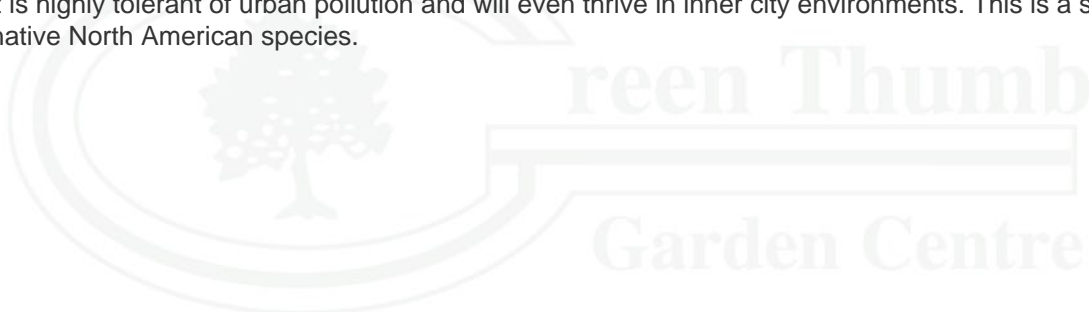 is highly tolerant of urban pollution and will even thrive in inner city environments. This is a
native North American species.
reen Thumb
Garden Centre